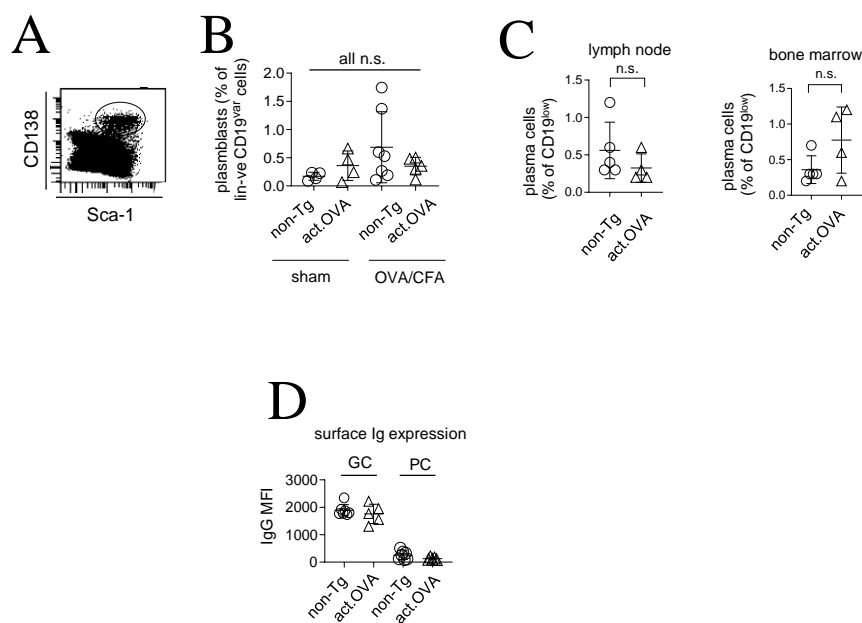 A
CD138
Sca-1
B
all n.s.
plasmblasts (% of
lin-ve CD19var cells)
2.0
1.5
1.0
0.5
0.0
non-Tg
act.OVA
non-Tg
act.OVA
sham
OVA/CFA
C
lymph node
n.s.
plasma cells
(% of CD19low)
1.5
1.0
0.5
0.0
non-Tg
act.OVA
bone marrow
n.s.
plasma cells
(% of CD19low)
1.5
1.0
0.5
0.0
non-Tg
act.OVA
D
surface Ig expression
GC
PC
IgG MFI
3000
2000
1000
0
non-Tg
act.OVA
non-Tg
act.OVA